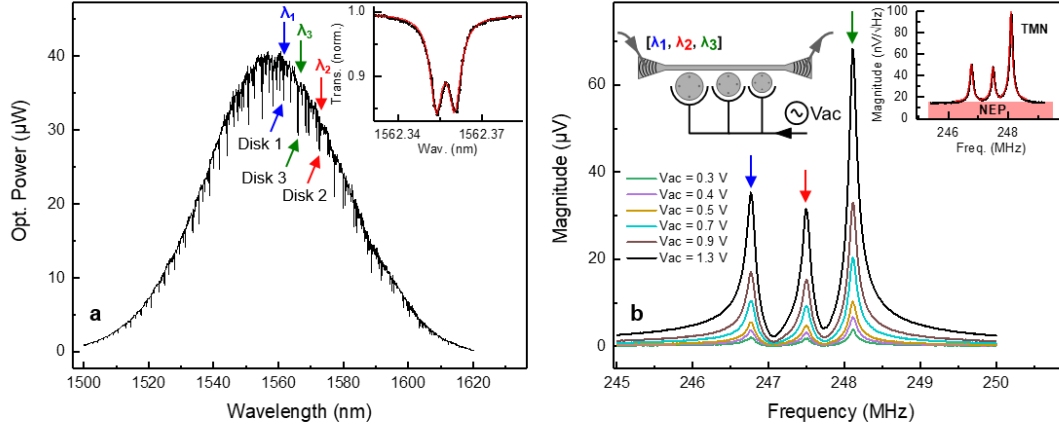 a
Opt. Power (µW)
40
30
20
10
0
1500
1520
1540
1560
1580
1600
1620
Wavelength (nm)
λ1
λ3
λ2
Disk 1
Disk 3
Disk 2
a
Trans. (norm.)
1.0
0.9
1562.34
1562.37
Wav. (nm)
b
Magnitude (µV)
60
40
20
0
245
246
247
248
249
250
Frequency (MHz)
[λ1, λ2, λ3]
Vac
Vac = 0.3 V
Vac = 0.4 V
Vac = 0.5 V
Vac = 0.7 V
Vac = 0.9 V
Vac = 1.3 V
b
Magnitude (nV/√Hz)
100
80
60
40
20
0
TMN
NEP
246
248
Freq. (MHz)